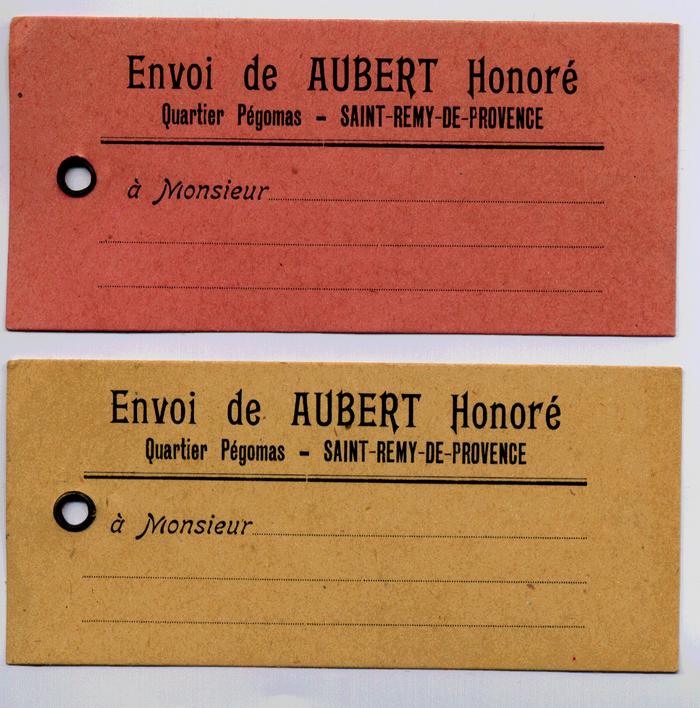 Envoi de AUBERT Honoré
Quartier Pégomas - SAINT-REMY-DE-PROVENCE
à Monsieur
Envoi de AUBERT Honoré
Quartier Pégomas - SAINT-REMY-DE-PROVENCE
à Monsieur